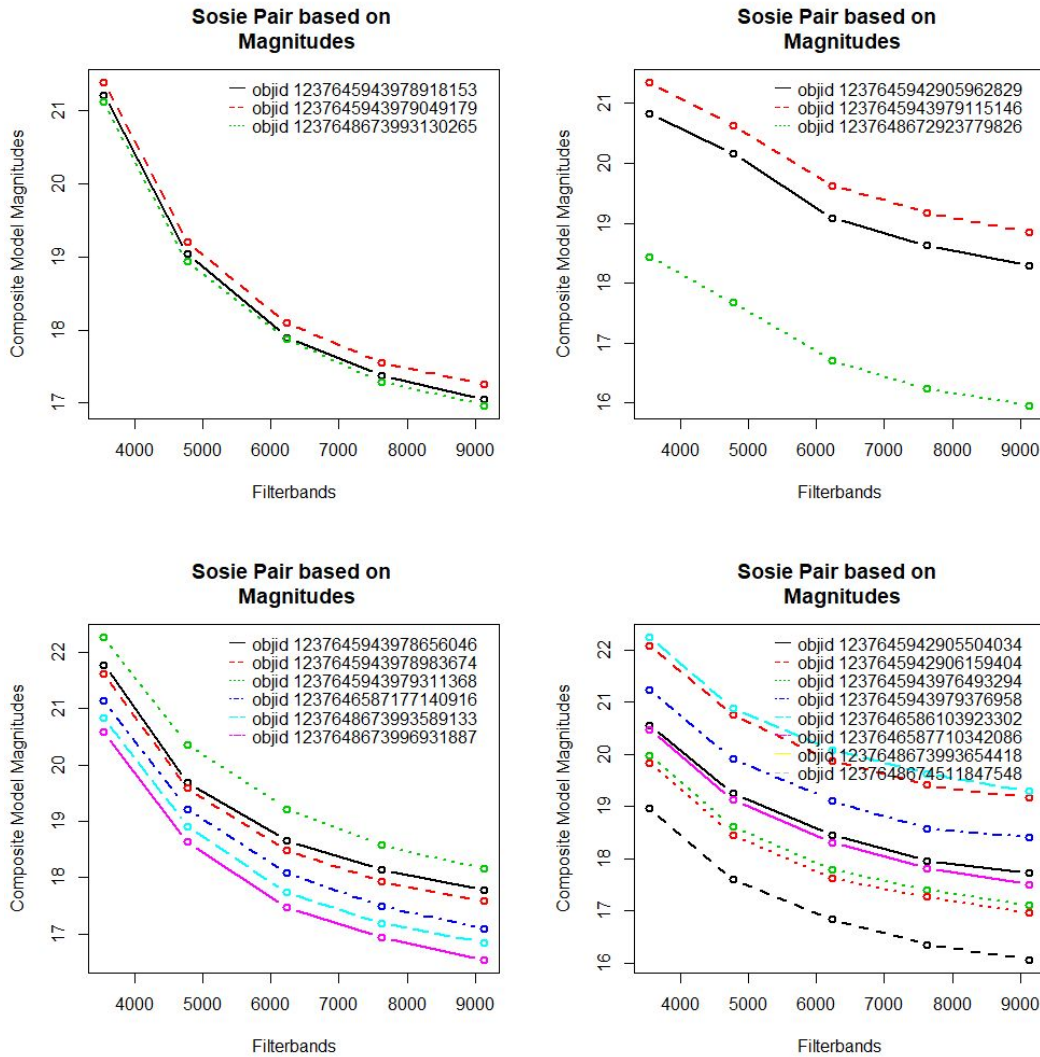 Sosie Pair based on
Magnitudes
21
20
19
18
17
Composite Model Magnitudes
objid 1237645943978918153
objid 1237645943979049179
objid 1237648673993130265
4000 5000 6000 7000 8000 9000
Filterbands
Sosie Pair based on
Magnitudes
21
20
19
18
17
16
Composite Model Magnitudes
objid 1237645942905962829
objid 1237645943979115146
objid 1237648672923779826
4000 5000 6000 7000 8000 9000
Filterbands
Sosie Pair based on
Magnitudes
22
21
20
19
18
17
Composite Model Magnitudes
objid 1237645943978656046
objid 1237645943978983674
objid 1237645943979311368
objid 1237646587177140916
objid 1237648673993589133
objid 1237648673996931887
4000 5000 6000 7000 8000 9000
Filterbands
Sosie Pair based on
Magnitudes
22
21
20
19
18
17
16
Composite Model Magnitudes
objid 1237645942905504034
objid 1237645942906159404
objid 1237645943976493294
objid 1237645943979376958
objid 1237646586103923302
objid 1237646587710342086
objid 1237648673993654418
objid 1237648674511847548
4000 5000 6000 7000 8000 9000
Filterbands